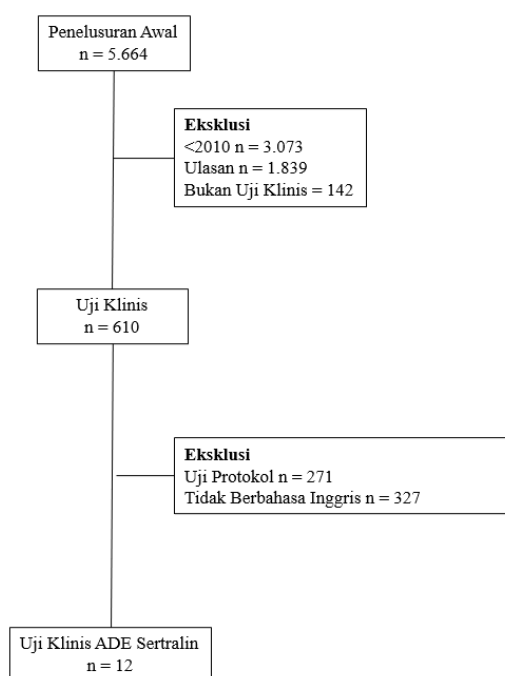 Penelusuran Awal
n = 5.664
Eksklusi
<2010 n = 3.073
Ulasan n = 1.839
Bukan Uji Klinis = 142
Uji Klinis
n = 610
Eksklusi
Uji Protokol n = 271
Tidak Berbahasa Inggris n = 327
Uji Klinis ADE Sertralin
n = 12